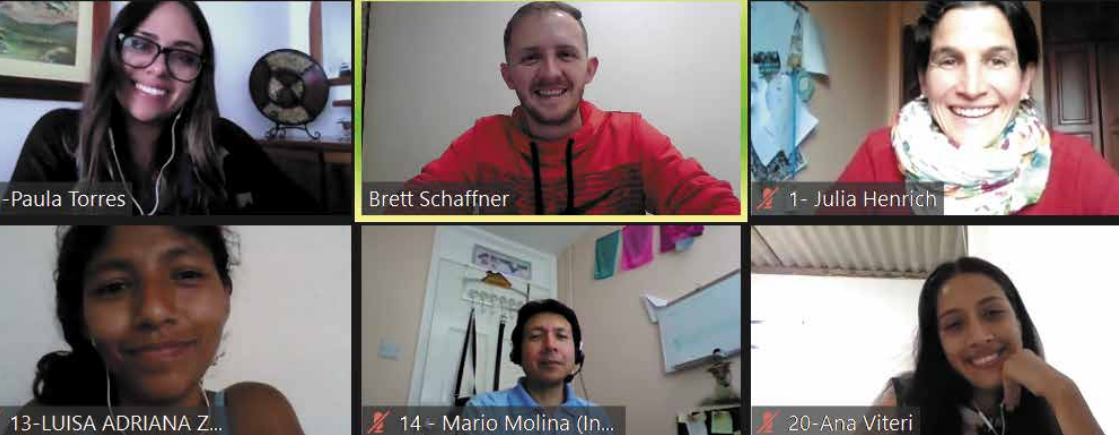 -Paula Torres
Brett Schaffner
1- Julia Henrich
13-LUISA ADRIANA Z...
14 - Mario Molina (In...
20-Ana Viteri